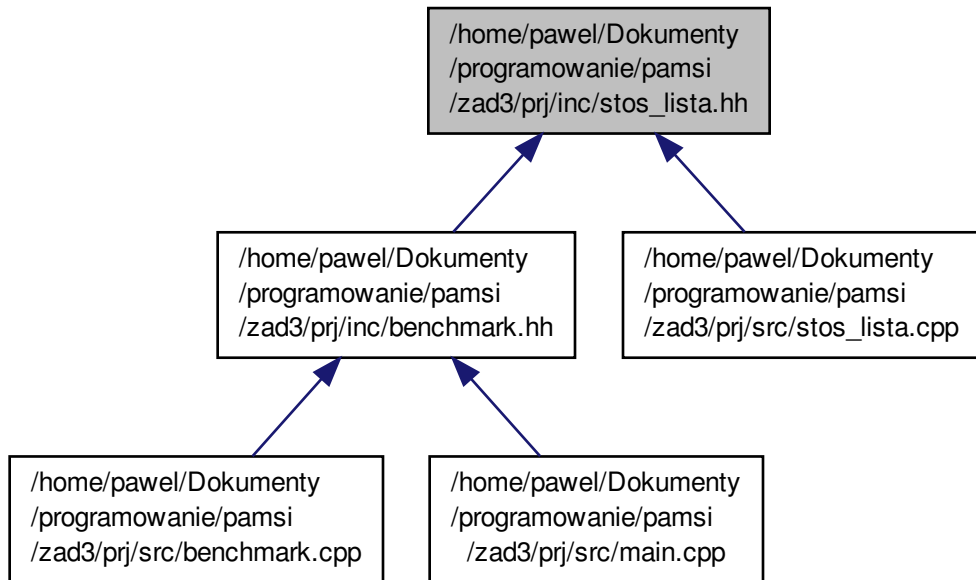 /home/pawel/Dokumenty
/programowanie/pamsi
/zad3/prj/inc/stos_lista.hh
/home/pawel/Dokumenty
/programowanie/pamsi
/zad3/prj/inc/benchmark.hh
/home/pawel/Dokumenty
/programowanie/pamsi
/zad3/prj/src/stos_lista.cpp
/home/pawel/Dokumenty
/programowanie/pamsi
/zad3/prj/src/benchmark.cpp
/home/pawel/Dokumenty
/programowanie/pamsi
/zad3/prj/src/main.cpp